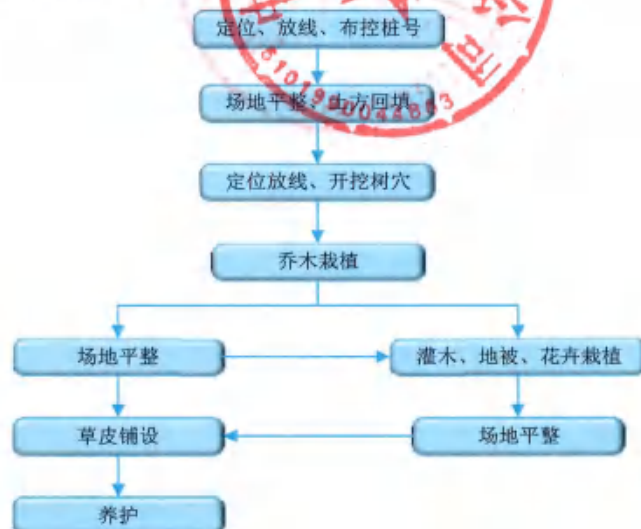 定位、放线、布控桩号
场地平整、土方回填
定位放线、开挖树穴
乔木栽植
场地平整
灌木、地被、花卉栽植
草皮铺设
场地平整
养护
公司